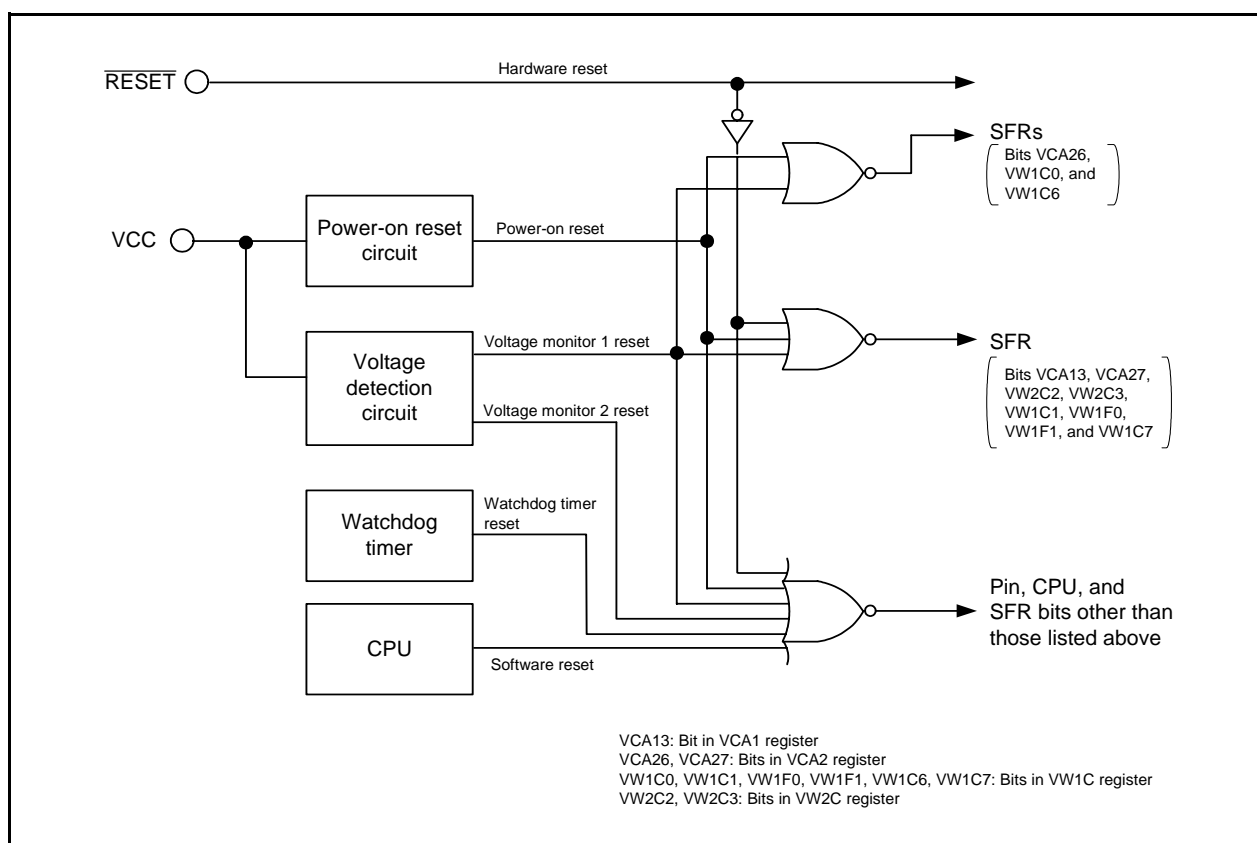 RESET
Hardware reset
SFRs
Bits VCA26,
VW1C0, and
VW1C6
VCC
Power-on reset
circuit
Power-on reset
Voltage
detection
circuit
Voltage monitor 1 reset
Voltage monitor 2 reset
SFR
Bits VCA13, VCA27,
VW2C2, VW2C3,
VW1C1, VW1F0,
VW1F1, and VW1C7
Watchdog
timer
Watchdog timer
reset
CPU
Software reset
Pin, CPU, and
SFR bits other than
those listed above
VCA13: Bit in VCA1 register
VCA26, VCA27: Bits in VCA2 register
VW1C0, VW1C1, VW1F0, VW1F1, VW1C6, VW1C7: Bits in VW1C register
VW2C2, VW2C3: Bits in VW2C register